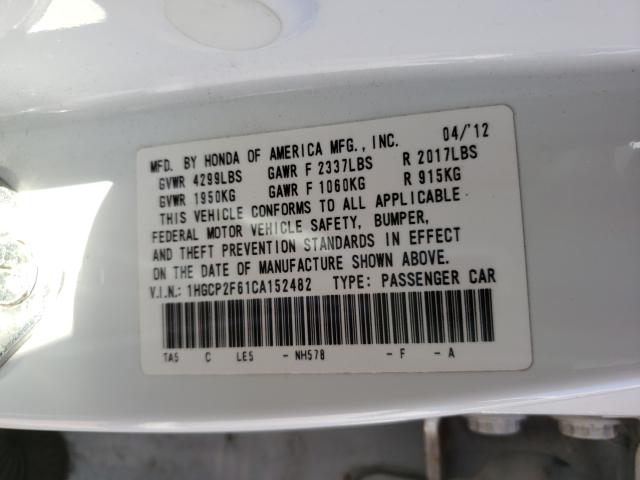 MFD. BY HONDA OF AMERICA MFG., INC. 04/'12
GVWR 4299LBS GAWR F 2337LBS R 2017LBS
GVWR 1950KG GAWR F 1060KG R 915KG
THIS VEHICLE CONFORMS TO ALL APPLICABLE
FEDERAL MOTOR VEHICLE SAFETY, BUMPER,
AND THEFT PREVENTION STANDARDS IN EFFECT
ON THE DATE OF MANUFACTURE SHOWN ABOVE.
V.I.N.: 1HGCP2F61CA152482 TYPE: PASSENGER CAR
TA5 C LE5 - NH578 - F - A